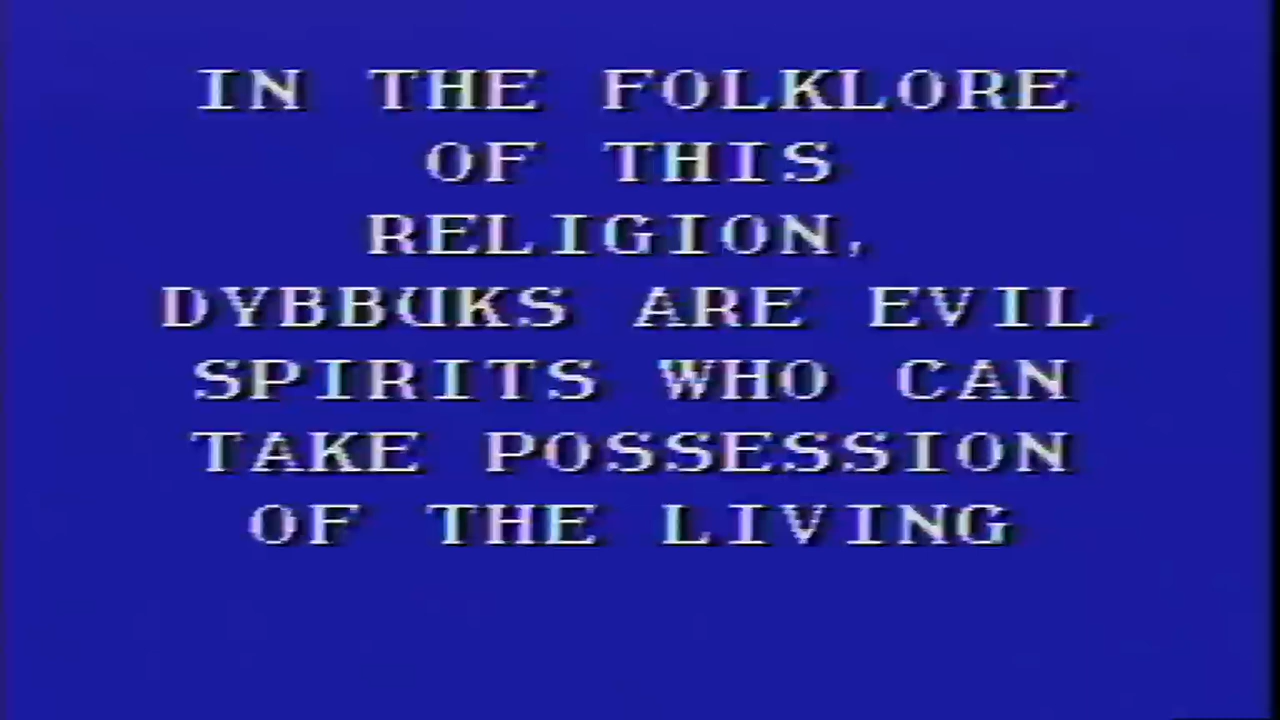 IN THE FOLKLORE
OF THIS
RELIGION,
DYBBUKS ARE EVIL
SPIRITS WHO CAN
TAKE POSSESSION
OF THE LIVING